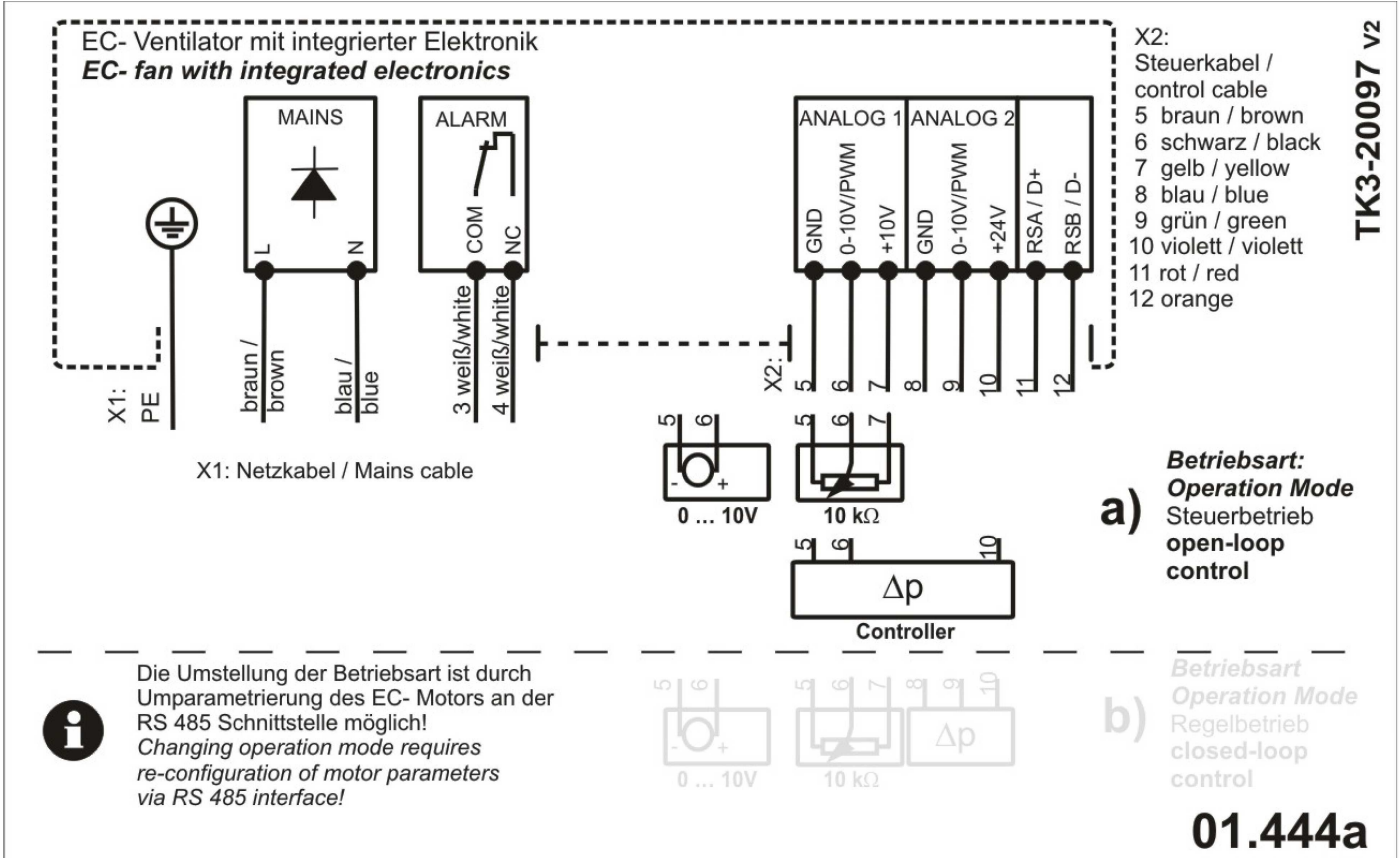 EC- Ventilator mit integrierter Elektronik
EC- fan with integrated electronics
MAINS
L
N
ALARM
COM
NC
ANALOG 1
GND
0-10V/PWM
+10V
ANALOG 2
GND
0-10V/PWM
+24V
RSA / D+
RSB / D-
X2:
Steuerkabel /
control cable
5 braun / brown
6 schwarz / black
7 gelb / yellow
8 blau / blue
9 grün / green
10 violett / violett
11 rot / red
12 orange
TK3-20097 V2
X1:
PE
braun /
brown
blau /
blue
3 weiß/white
4 weiß/white
X2:
5
6
7
8
9
10
11
12
X1: Netzkabel / Mains cable
5 6
- +
0 ... 10V
5 6 7
10 kΩ
5 6 10
Δp
Controller
a)
Betriebsart:
Operation Mode
Steuerbetrieb
open-loop
control
Die Umstellung der Betriebsart ist durch
Umparametrierung des EC- Motors an der
RS 485 Schnittstelle möglich!
Changing operation mode requires
re-configuration of motor parameters
via RS 485 interface!
i
5 6
- +
0 ... 10V
5 6 7
10 kΩ
8 9 10
Δp
b)
Betriebsart
Operation Mode
Regelbetrieb
closed-loop
control
01.444a